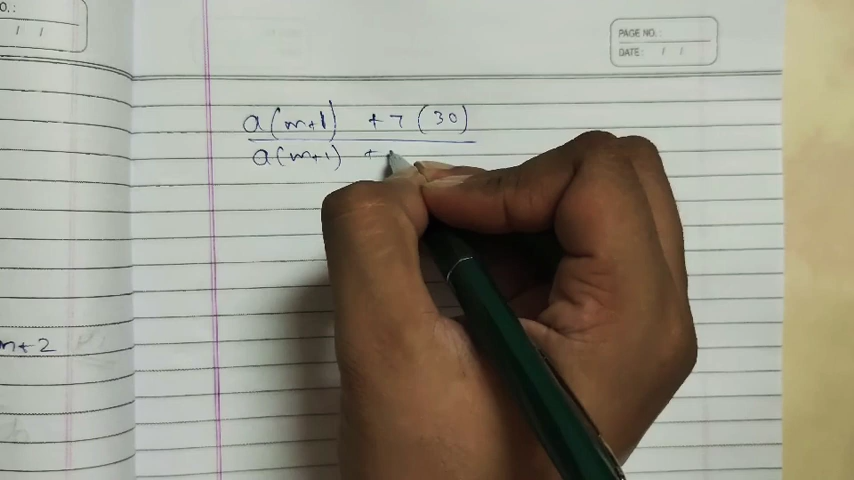 O.:
/ /
PAGE NO.:
DATE: / /
a(m+1) + 7 (30)
a(m+1) +
m+2